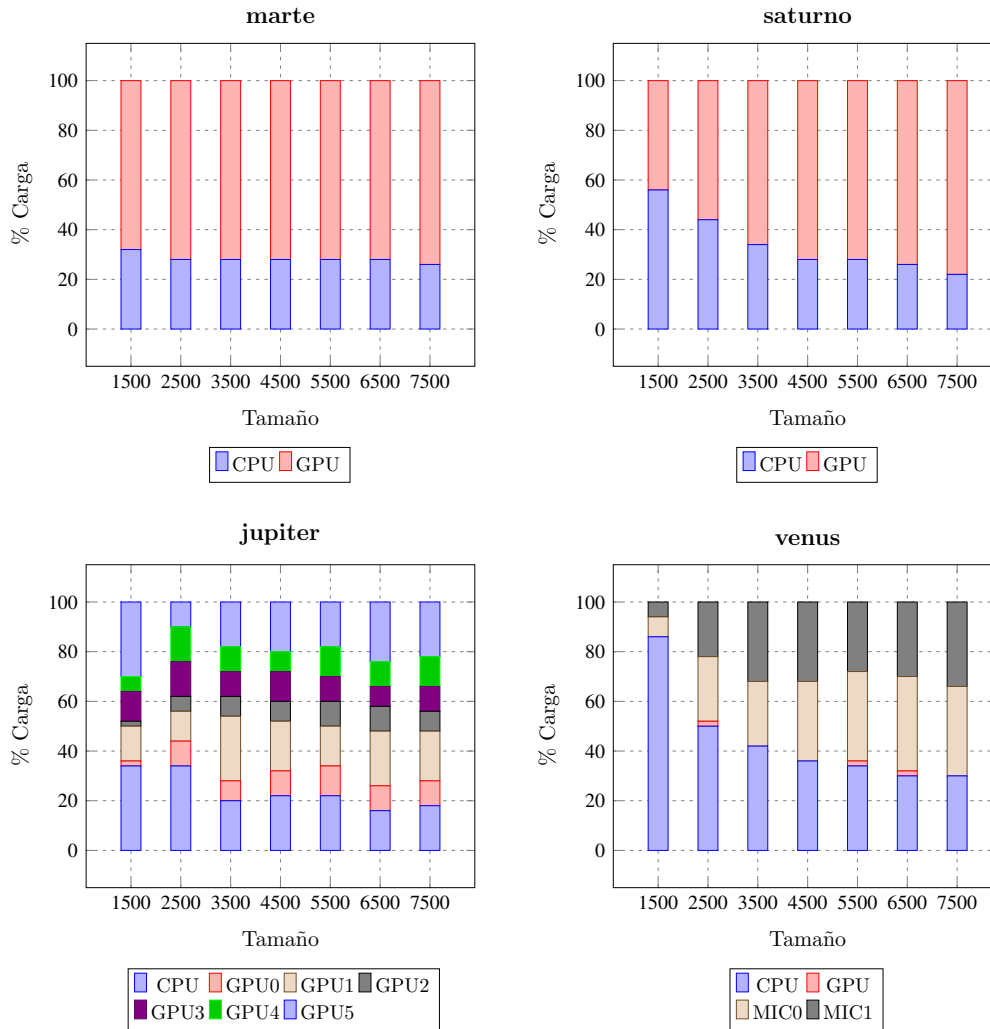 marte
% Carga
100
80
60
40
20
0
1500 2500 3500 4500 5500 6500 7500
Tamaño
CPU GPU
saturno
% Carga
100
80
60
40
20
0
1500 2500 3500 4500 5500 6500 7500
Tamaño
CPU GPU
jupiter
% Carga
100
80
60
40
20
0
1500 2500 3500 4500 5500 6500 7500
Tamaño
CPU GPU0 GPU1 GPU2
GPU3 GPU4 GPU5
venus
% Carga
100
80
60
40
20
0
1500 2500 3500 4500 5500 6500 7500
Tamaño
CPU GPU
MIC0 MIC1